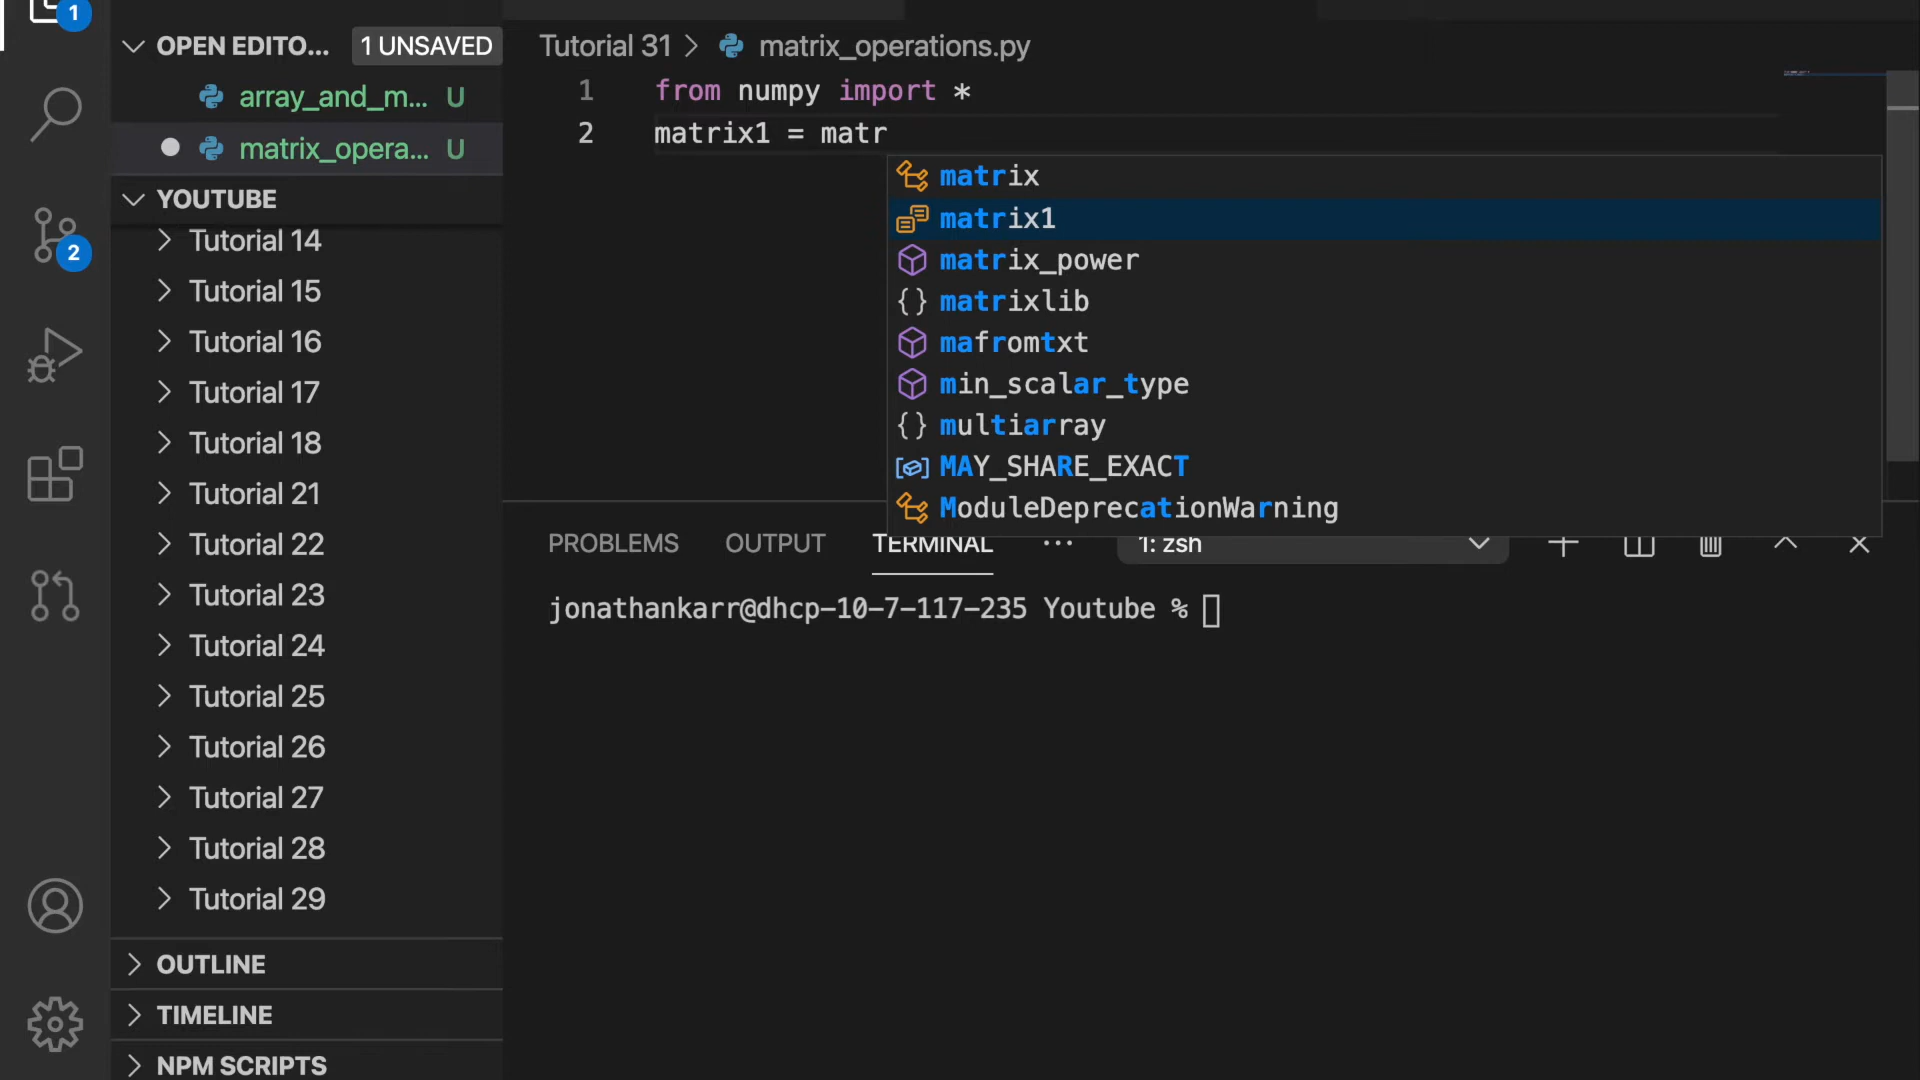 1
OPEN EDITO... 1 UNSAVED
array_and_m... U
matrix_opera... U
YOUTUBE
Tutorial 14
Tutorial 15
Tutorial 16
Tutorial 17
Tutorial 18
Tutorial 21
Tutorial 22
Tutorial 23
Tutorial 24
Tutorial 25
Tutorial 26
Tutorial 27
Tutorial 28
Tutorial 29
OUTLINE
TIMELINE
NPM SCRIPTS
2
Tutorial 31 > matrix_operations.py
1 from numpy import *
2 matrix1 = matr
matrix
matrix1
matrix_power
matrixlib
mafromtxt
min_scalar_type
multiarray
MAY_SHARE_EXACT
ModuleDeprecationWarning
PROBLEMS OUTPUT TERMINAL ... 1: zsh
jonathankarr@dhcp-10-7-117-235 Youtube %